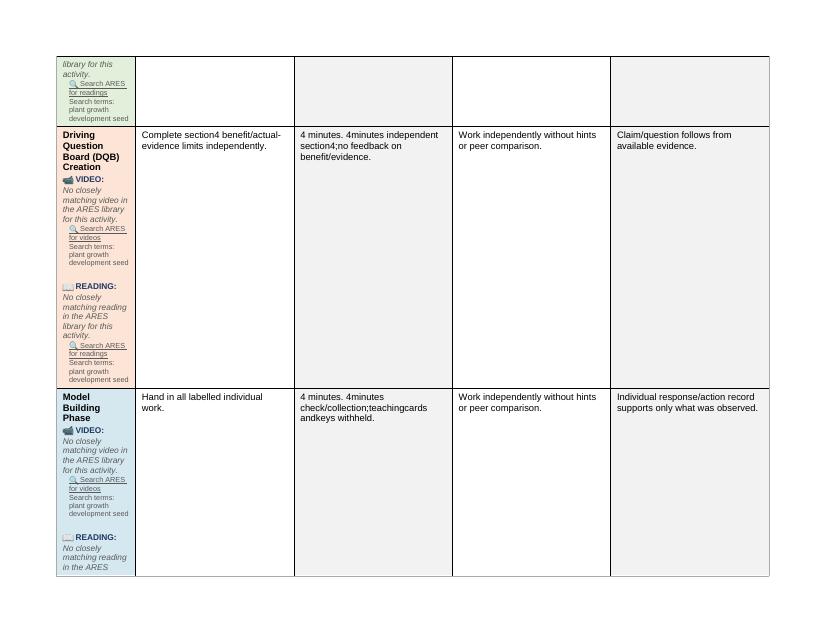 library for this
activity.
🔍 Search ARES
for readings
Search terms:
plant growth
development seed
Driving
Question
Board (DQB)
Creation
📹 VIDEO:
No closely
matching video in
the ARES library
for this activity.
🔍 Search ARES
for videos
Search terms:
plant growth
development seed
📖 READING:
No closely
matching reading
in the ARES
library for this
activity.
🔍 Search ARES
for readings
Search terms:
plant growth
development seed
Complete section4 benefit/actual-
evidence limits independently.
4 minutes. 4minutes independent
section4;no feedback on
benefit/evidence.
Work independently without hints
or peer comparison.
Claim/question follows from
available evidence.
Model
Building
Phase
📹 VIDEO:
No closely
matching video in
the ARES library
for this activity.
🔍 Search ARES
for videos
Search terms:
plant growth
development seed
📖 READING:
No closely
matching reading
in the ARES
Hand in all labelled individual
work.
4 minutes. 4minutes
check/collection;teachingcards
andkeys withheld.
Work independently without hints
or peer comparison.
Individual response/action record
supports only what was observed.